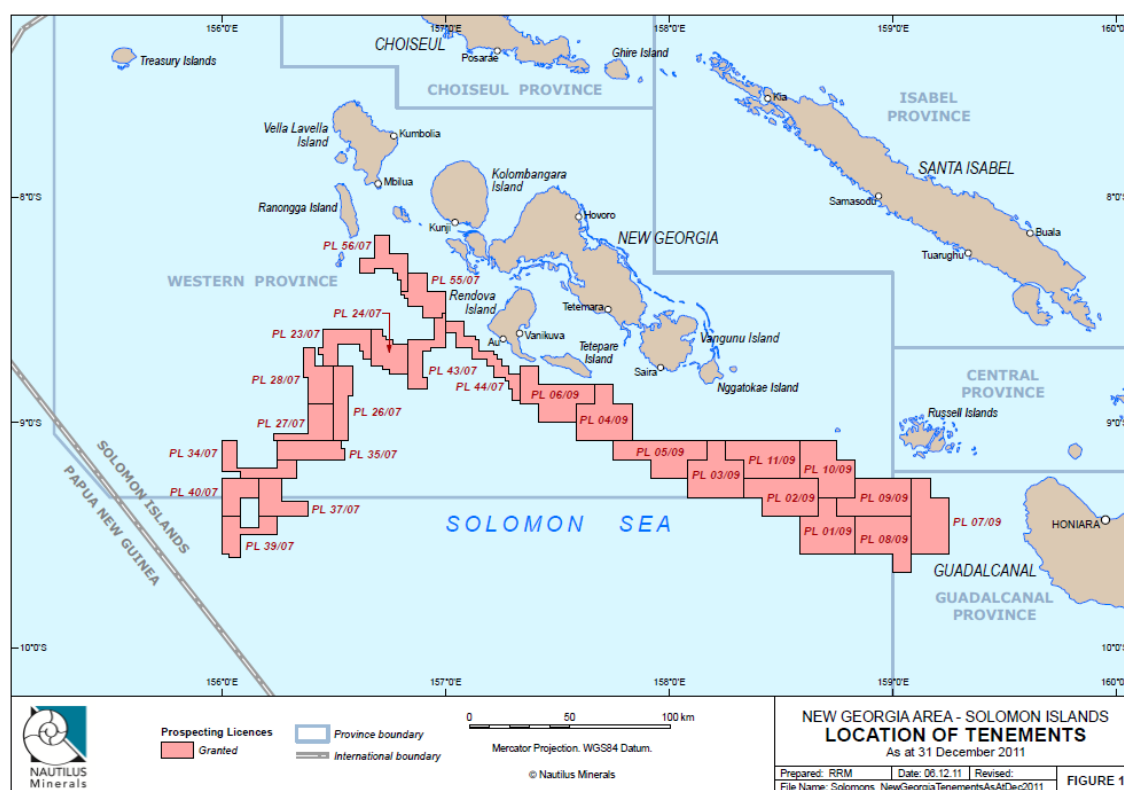 156°0'E
157°0'E
158°0'E
159°0'E
160°0'
8°0'S
8°0'S
9°0'S
9°0'S
10°0'S
10°0'S
156°0'E
157°0'E
158°0'E
159°0'E
160°0
CHOISEUL
Posarae
Ghire Island
Treasury Islands
CHOISEUL PROVINCE
Kia
ISABEL
PROVINCE
Vella Lavella
Island
Kumbolia
Mbilua
Kolombangara
Island
Ranongga Island
Kunji
Hovoro
NEW GEORGIA
SANTA ISABEL
Samasodu
Buala
Tuarughu
PL 56/07
WESTERN PROVINCE
PL 55/07
Rendova
Island
PL 24/07
Tetemara
PL 23/07
Vanikuva
Au
Tetepare
Island
Vangunu Island
Saira
Nggatokae Island
PL 28/07
PL 43/07
PL 44/07
PL 26/07
PL 27/07
PL 06/09
PL 04/09
CENTRAL
PROVINCE
Russell Islands
PL 34/07
PL 35/07
PL 05/09
PL 11/09
PL 10/09
PL 03/09
PL 40/07
PL 37/07
PL 02/09
PL 09/09
PL 07/09
PL 39/07
PL 01/09
PL 08/09
SOLOMON SEA
SOLOMON ISLANDS
PAPUA NEW GUINEA
HONIARA
GUADALCANAL
GUADALCANAL
PROVINCE
NAUTILUS
Minerals
Prospecting Licences
Granted
Province boundary
International boundary
0 50 100 km
Mercator Projection. WGS84 Datum.
© Nautilus Minerals
NEW GEORGIA AREA - SOLOMON ISLANDS
LOCATION OF TENEMENTS
As at 31 December 2011
Prepared: RRM Date: 06.12.11 Revised:
File Name: Solomons_NewGeorgiaTenementsAsAtDec2011
FIGURE 1